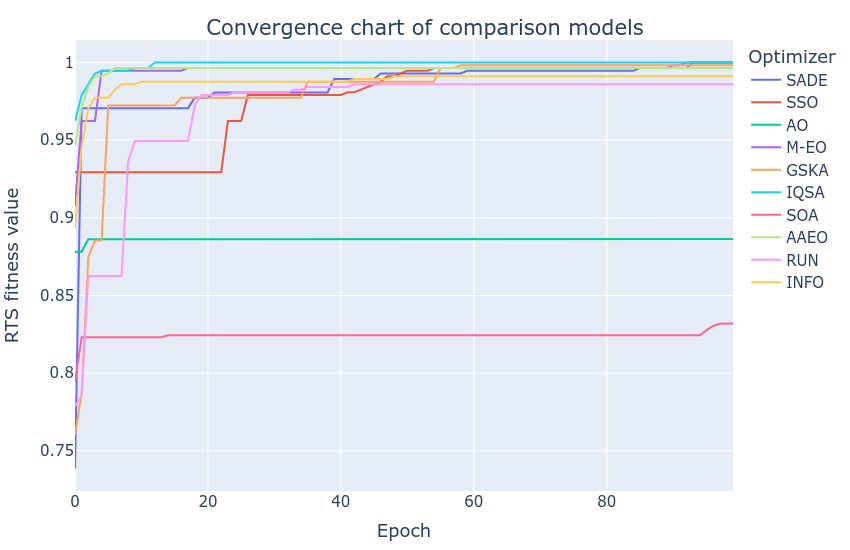 Convergence chart of comparison models
RTS fitness value
1
0.95
0.9
0.85
0.8
0.75
0
20
40
60
80
Epoch
Optimizer
SADE
SSO
AO
M-EO
GSKA
IQSA
SOA
AAEO
RUN
INFO